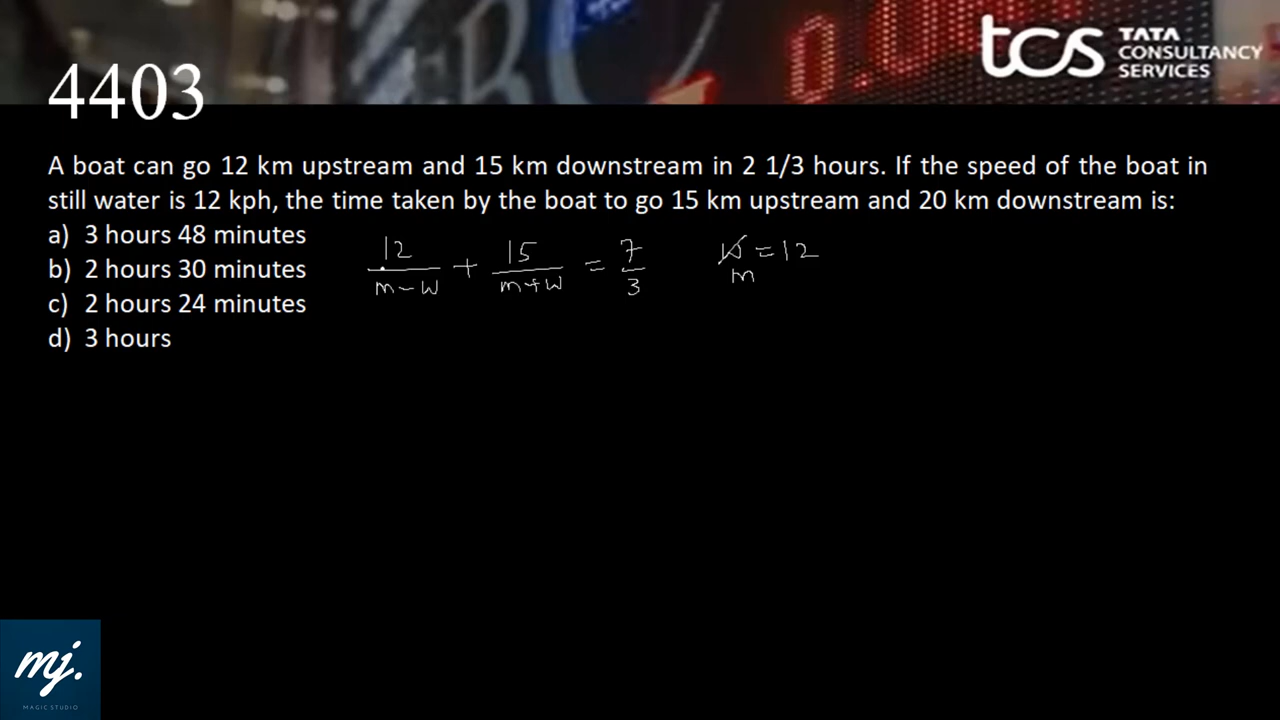 tcs TATA
CONSULTANCY
SERVICES
4403
A boat can go 12 km upstream and 15 km downstream in 2 1/3 hours. If the speed of the boat in
still water is 12 kph, the time taken by the boat to go 15 km upstream and 20 km downstream is:
a) 3 hours 48 minutes
b) 2 hours 30 minutes
c) 2 hours 24 minutes
d) 3 hours
12/(m-w) + 15/(m+w) = 7/3
w = 12
m
mj.
MAGIC STUDIO